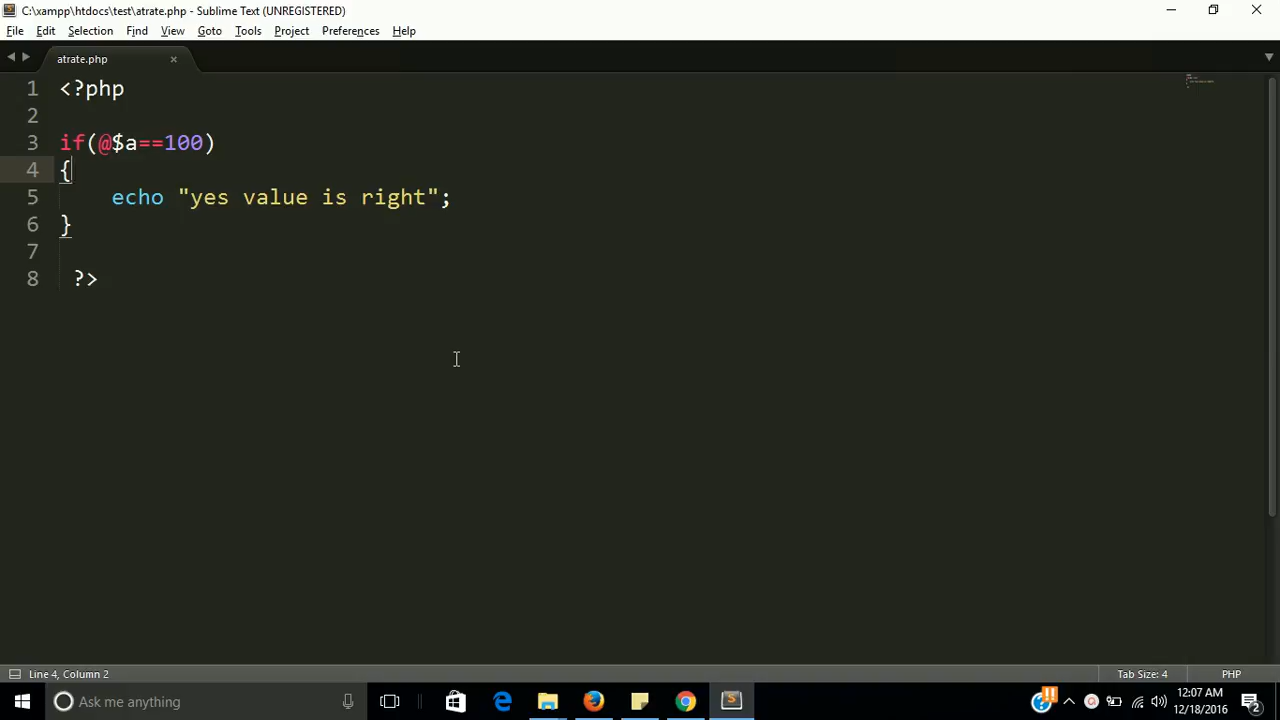 C:\xampp\htdocs\test\atrate.php - Sublime Text (UNREGISTERED)
File Edit Selection Find View Goto Tools Project Preferences Help
atrate.php
1 <?php
2
3 if(@$a==100)
4 {
5 echo "yes value is right";
6 }
7
8 ?>
Line 4, Column 2 Tab Size: 4 PHP
Ask me anything
12:07 AM
12/18/2016
2